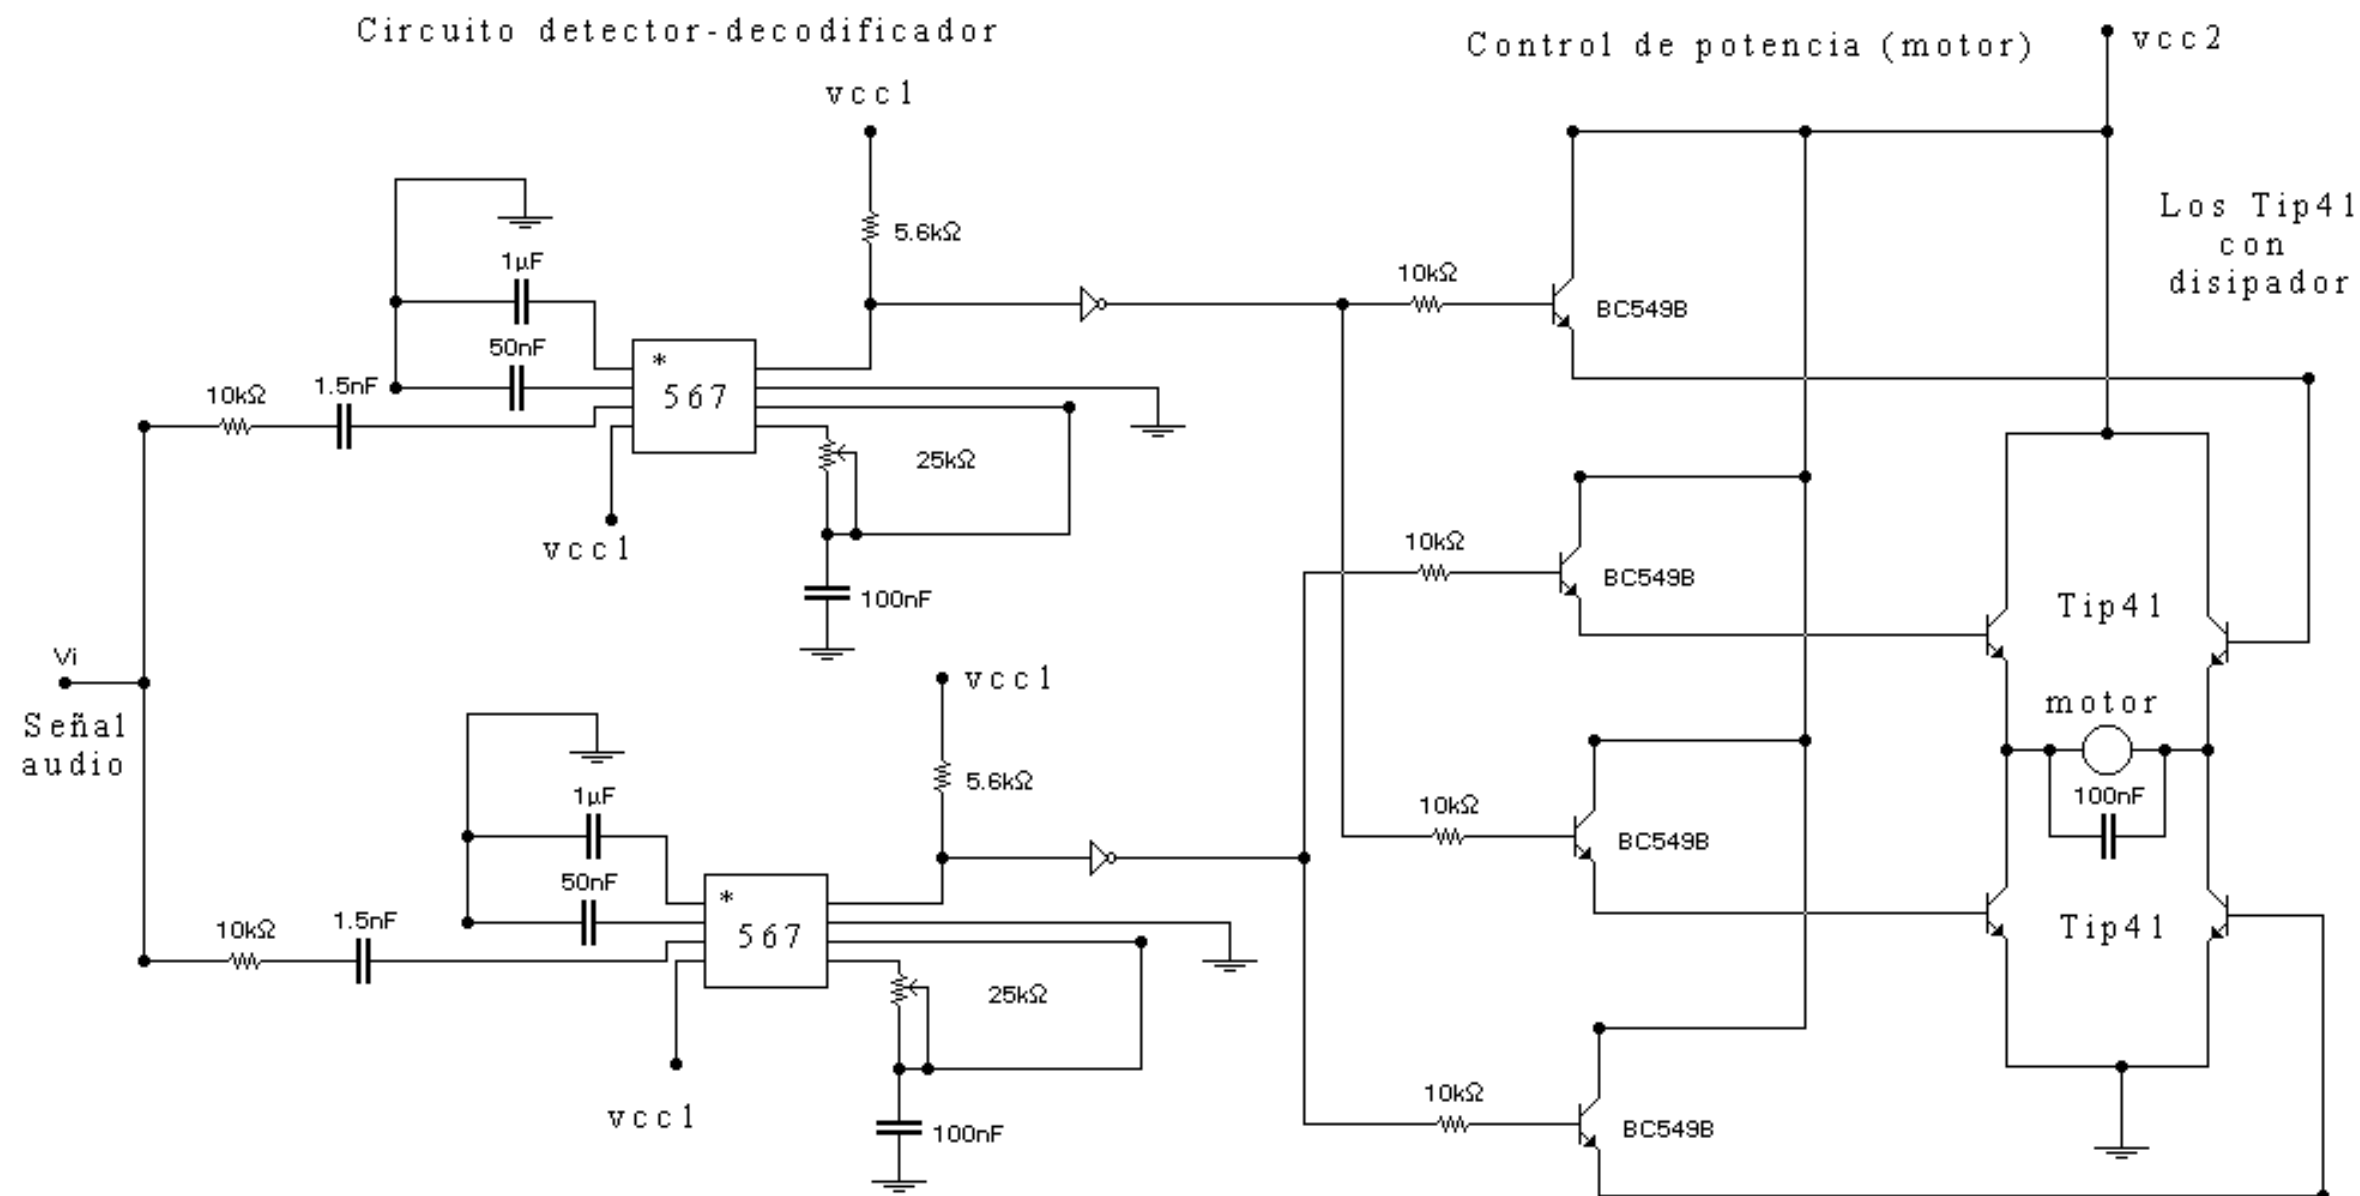 Circuito detector-decodificador
Control de potencia (motor)
vcc2
vcc1
Los Tip41
con
disipador
5.6kΩ
1μF
10kΩ
BC549B
50nF
*
567
10kΩ
1.5nF
25kΩ
vcc1
10kΩ
BC549B
100nF
Tip41
Vi
Señal
audio
vcc1
motor
5.6kΩ
1μF
100nF
10kΩ
BC549B
50nF
*
567
10kΩ
1.5nF
Tip41
25kΩ
vcc1
100nF
10kΩ
BC549B